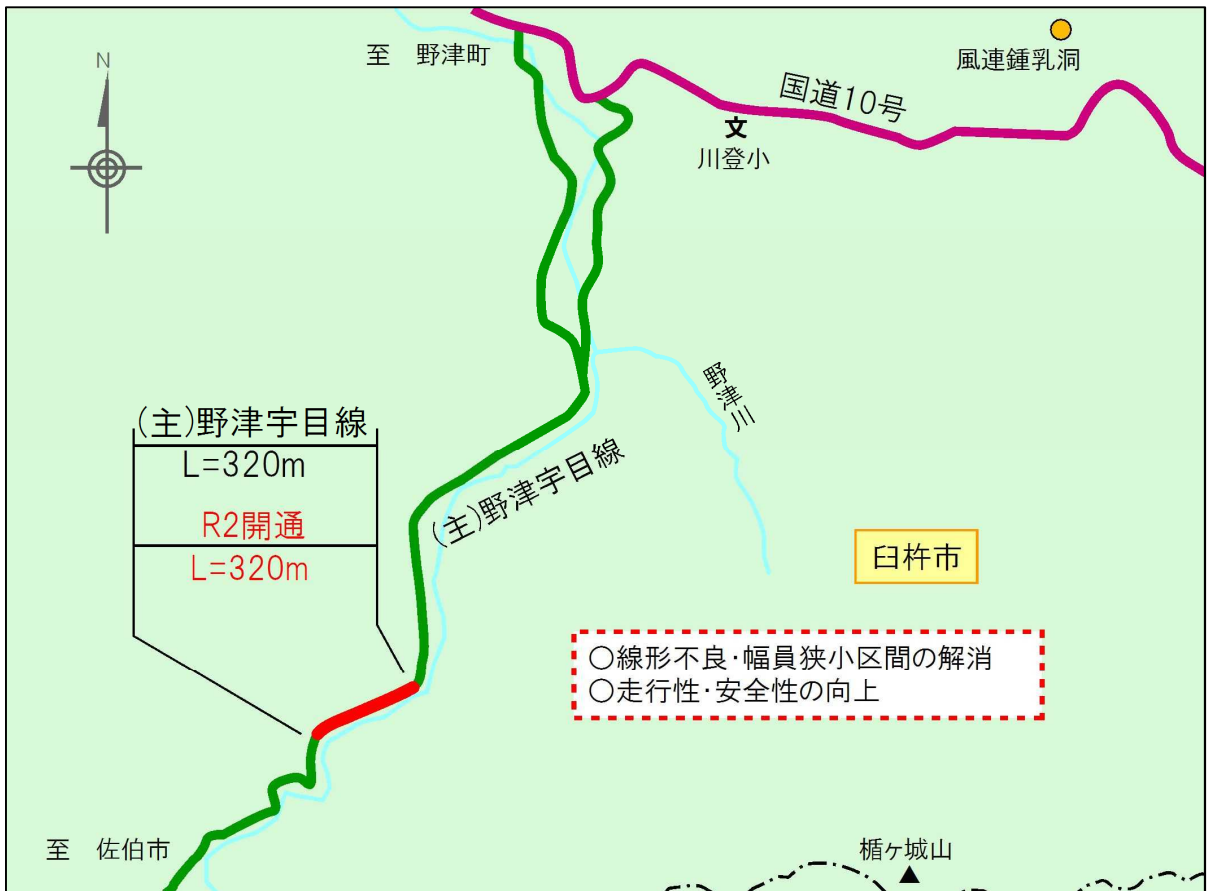 N
至 野津町
風連鍾乳洞
国道10号
文
川登小
野津川
(主)野津宇目線
L=320m
R2開通
L=320m
(主)野津宇目線
臼杵市
○線形不良・幅員狭小区間の解消
○走行性・安全性の向上
至 佐伯市
楯ヶ城山